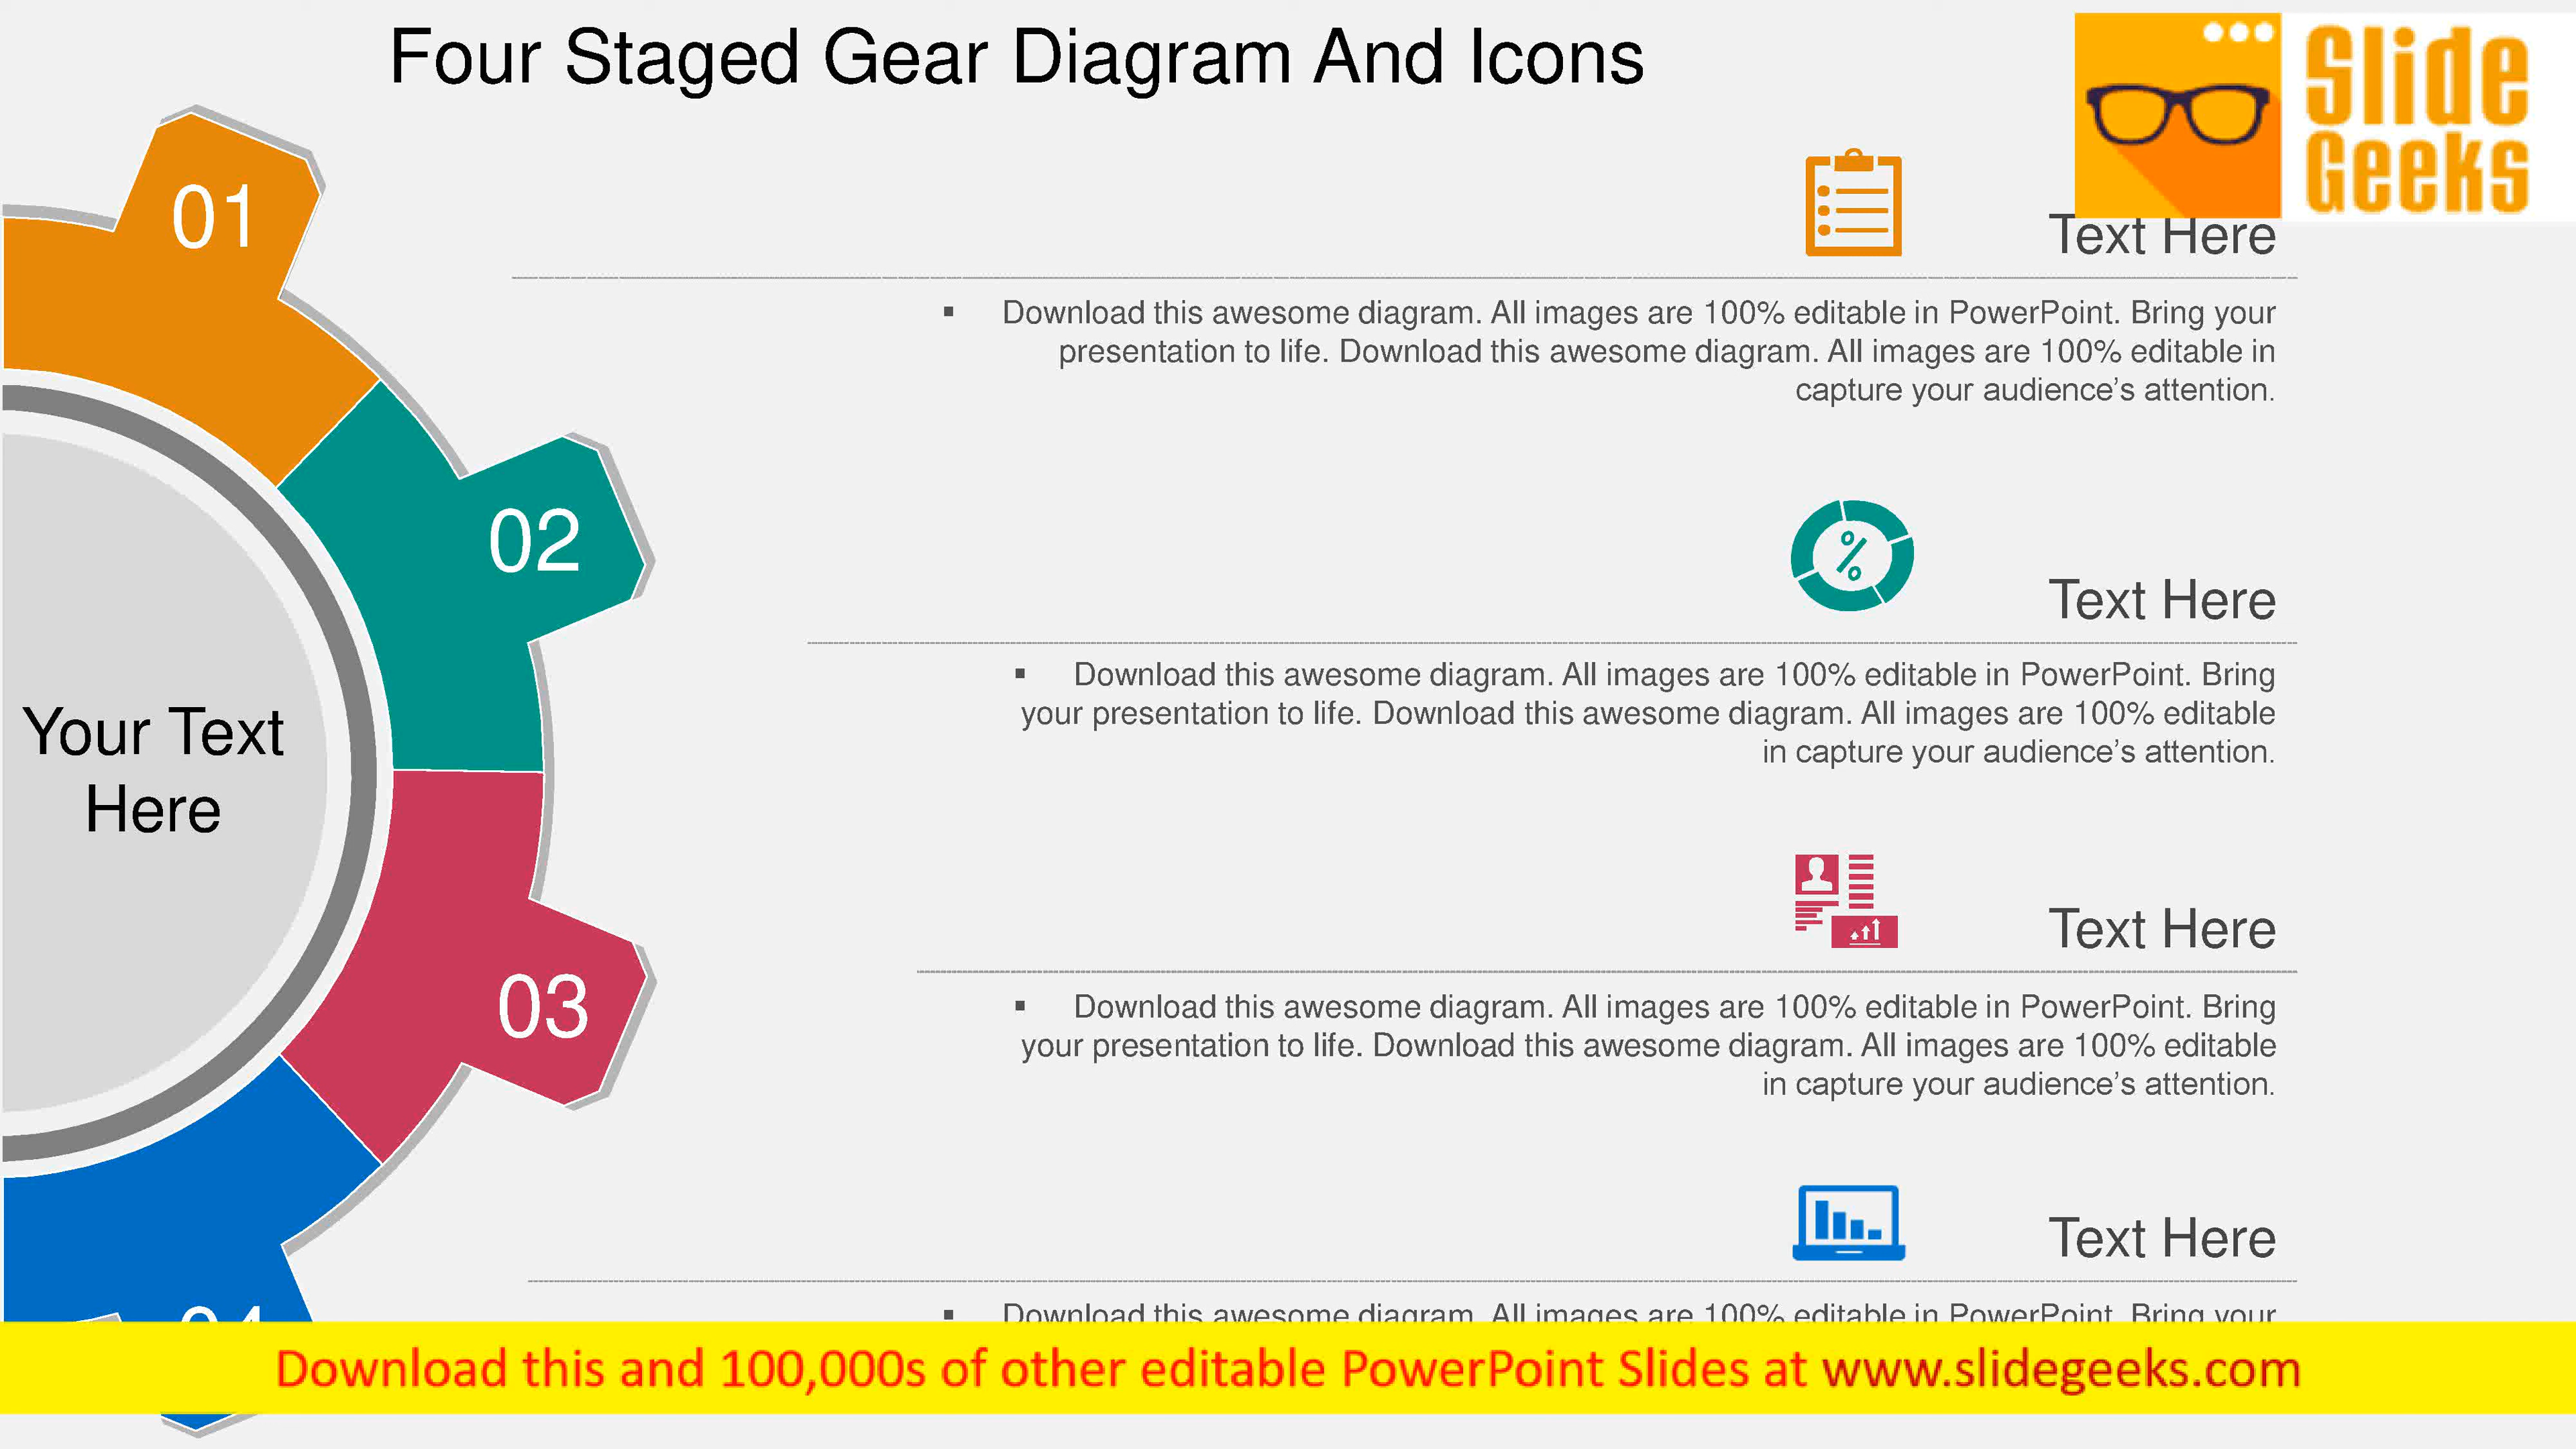 Four Staged Gear Diagram And Icons
Slide
Geeks
01
Text Here
▪ Download this awesome diagram. All images are 100% editable in PowerPoint. Bring your
presentation to life. Download this awesome diagram. All images are 100% editable in
capture your audience’s attention.
02
%
Text Here
▪ Download this awesome diagram. All images are 100% editable in PowerPoint. Bring
your presentation to life. Download this awesome diagram. All images are 100% editable
in capture your audience’s attention.
Your Text
Here
03
Text Here
▪ Download this awesome diagram. All images are 100% editable in PowerPoint. Bring
your presentation to life. Download this awesome diagram. All images are 100% editable
in capture your audience’s attention.
04
Text Here
▪ Download this awesome diagram. All images are 100% editable in PowerPoint. Bring your
Download this and 100,000s of other editable PowerPoint Slides at www.slidegeeks.com